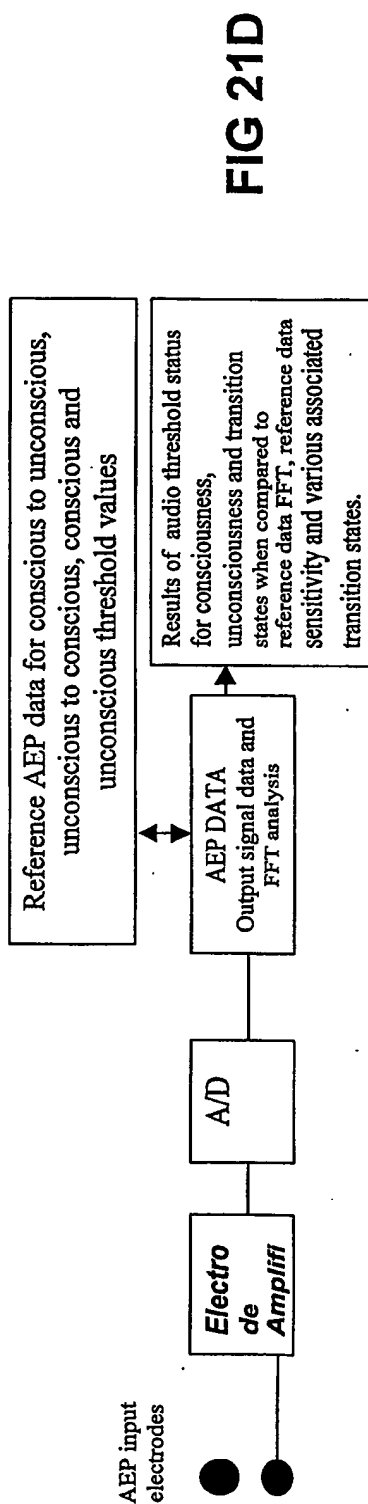 AEP input
electrodes
Electro
de
Amplifi
A/D
AEP DATA
Output signal data and
FFT analysis
Reference AEP data for conscious to unconscious,
unconscious to conscious, conscious and
unconscious threshold values
Results of audio threshold status
for consciousness,
unconsciousness and transition
states when compared to
reference data FFT, reference data
sensitivity and various associated
transition states.
FIG 21D